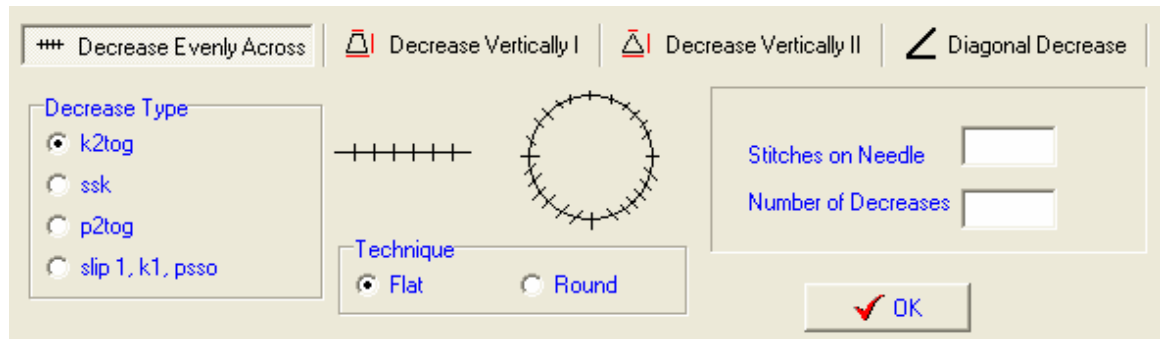 Decrease Evenly Across
Decrease Vertically I
Decrease Vertically II
Diagonal Decrease
Decrease Type
k2tog
ssk
p2tog
slip 1, k1, psso
Technique
Flat
Round
Stitches on Needle
Number of Decreases
OK